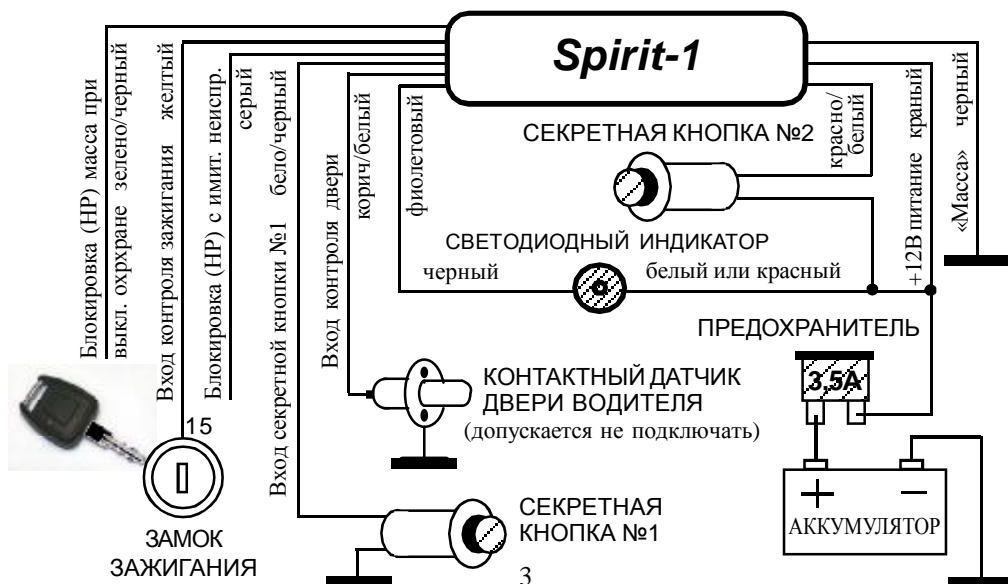 Spirit-1
Блокировка (НР) масса при
выкл. охрхране зелено/черный
Вход контроля зажигания желтый
Блокировка (НР) с имит. неиспр.
серый
Вход секретной кнопки №1 бело/черный
Вход контроля двери
корич/белый
фиолетовый
СЕКРЕТНАЯ КНОПКА №2
красно/
белый
+12В питание краный
«Масса» черный
СВЕТОДИОДНЫЙ ИНДИКАТОР
черный
белый или красный
ПРЕДОХРАНИТЕЛЬ
3,5А
КОНТАКТНЫЙ ДАТЧИК
ДВЕРИ ВОДИТЕЛЯ
(допускается не подключать)
15
ЗАМОК
ЗАЖИГАНИЯ
СЕКРЕТНАЯ
КНОПКА №1
+ −
АККУМУЛЯТОР
3